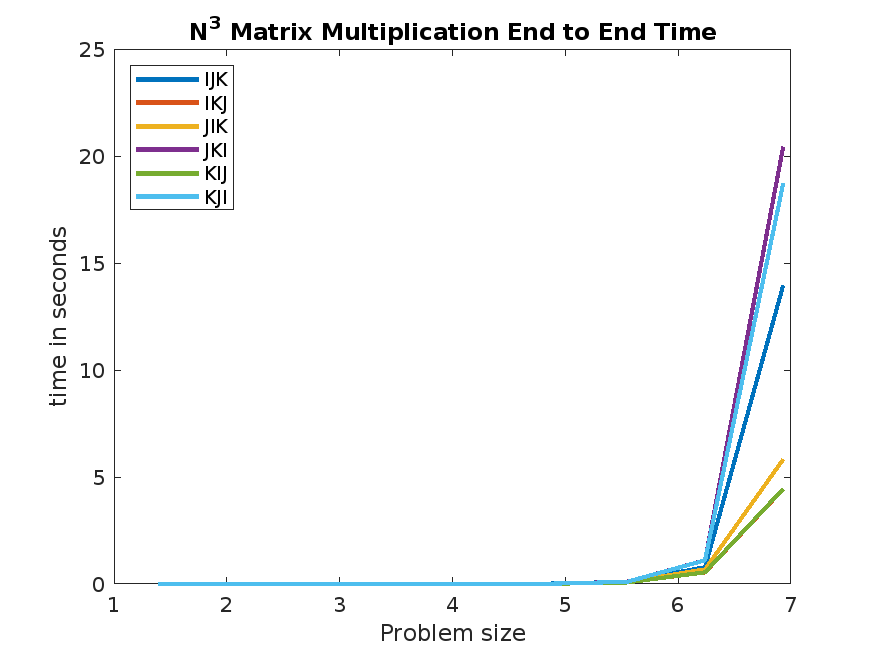 N³ Matrix Multiplication End to End Time
25
20
15
10
5
0
time in seconds
IJK
IKJ
JIK
JKI
KIJ
KJI
1 2 3 4 5 6 7
Problem size